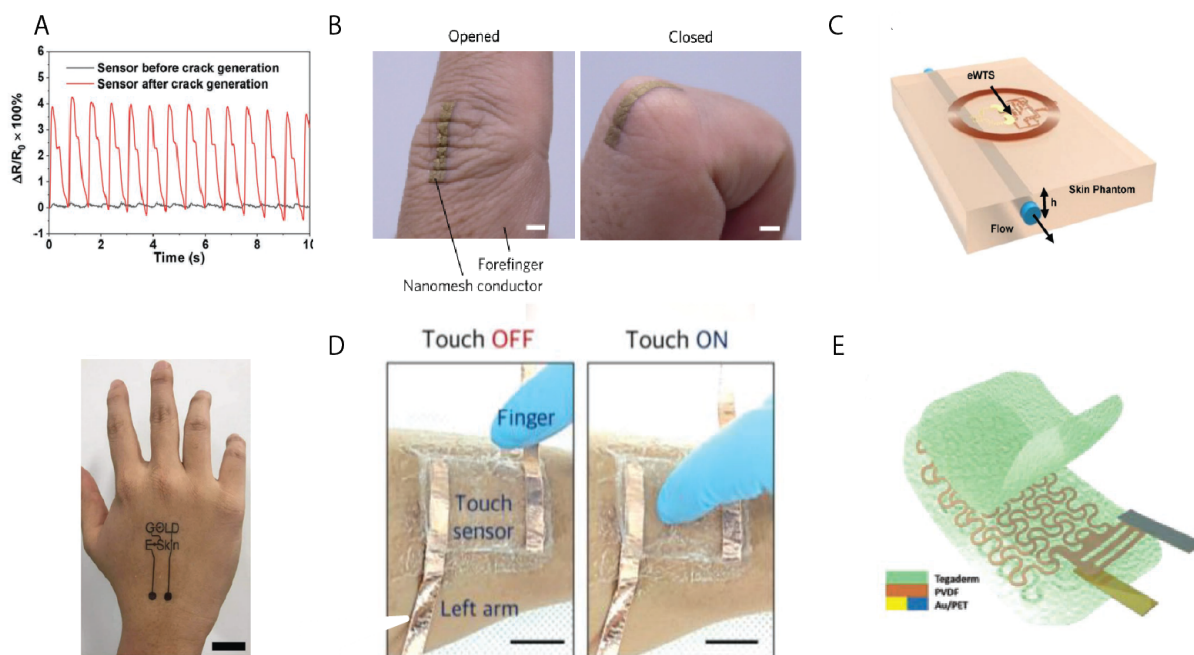 A
6
5
4
3
2
1
0
-1
ΔR/R0 × 100%
Sensor before crack generation
Sensor after crack generation
0
2
4
6
8
10
Time (s)
B
Opened
Closed
Forefinger
Nanomesh conductor
C
eWTS
Skin Phantom
h
Flow
GOLD
E-Skin
D
Touch OFF
Touch ON
Finger
Touch
sensor
Left arm
E
Tegaderm
PVDF
Au/PET